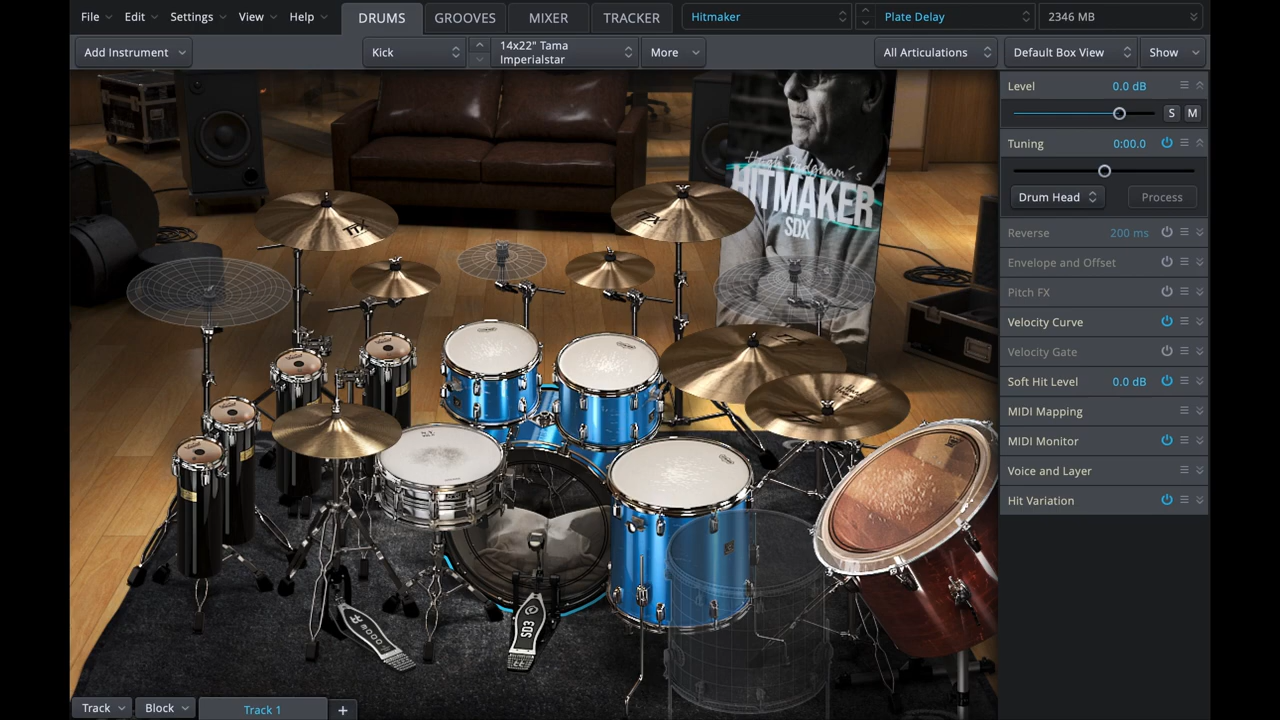 File Edit Settings View Help DRUMS GROOVES MIXER TRACKER Hitmaker Plate Delay 2346 MB
Add Instrument Kick 14x22" Tama Imperialstar More All Articulations Default Box View Show
Level 0.0 dB
S M
Tuning 0:00.0
Drum Head Process
Reverse 200 ms
Envelope and Offset
Pitch FX
Velocity Curve
Velocity Gate
Soft Hit Level 0.0 dB
MIDI Mapping
MIDI Monitor
Voice and Layer
Hit Variation
HITMAKER
SDX
SD3
Track Block Track 1 +